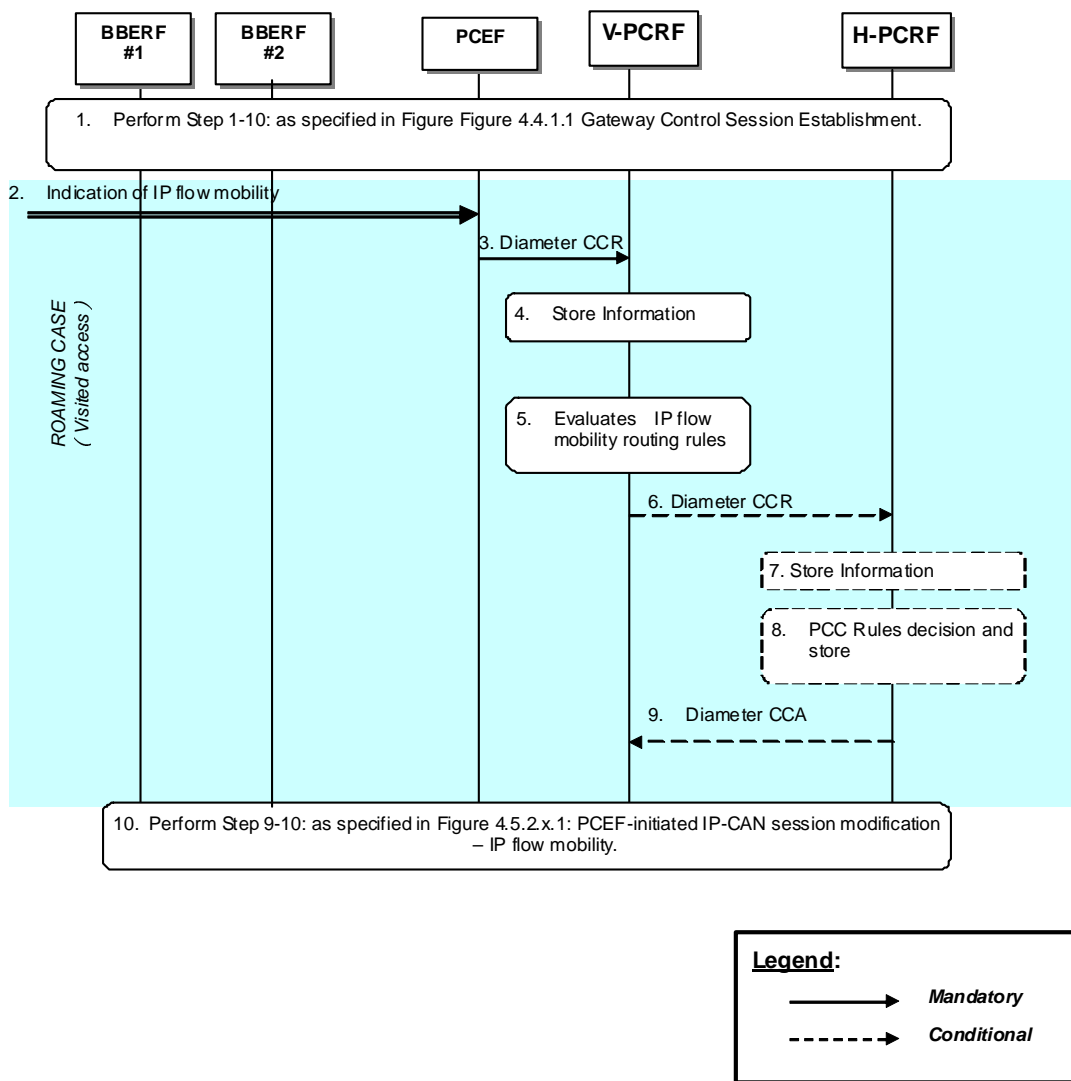 BBERF
#1
BBERF
#2
PCEF
V-PCRF
H-PCRF
1. Perform Step 1-10: as specified in Figure Figure 4.4.1.1 Gateway Control Session Establishment.
2. Indication of IP flow mobility
3. Diameter CCR
ROAMING CASE
( Visited access )
4. Store Information
5. Evaluates IP flow
mobility routing rules
6. Diameter CCR
7. Store Information
8. PCC Rules decision and
store
9. Diameter CCA
10. Perform Step 9-10: as specified in Figure 4.5.2.x.1: PCEF-initiated IP-CAN session modification
– IP flow mobility.
Legend:
Mandatory
Conditional